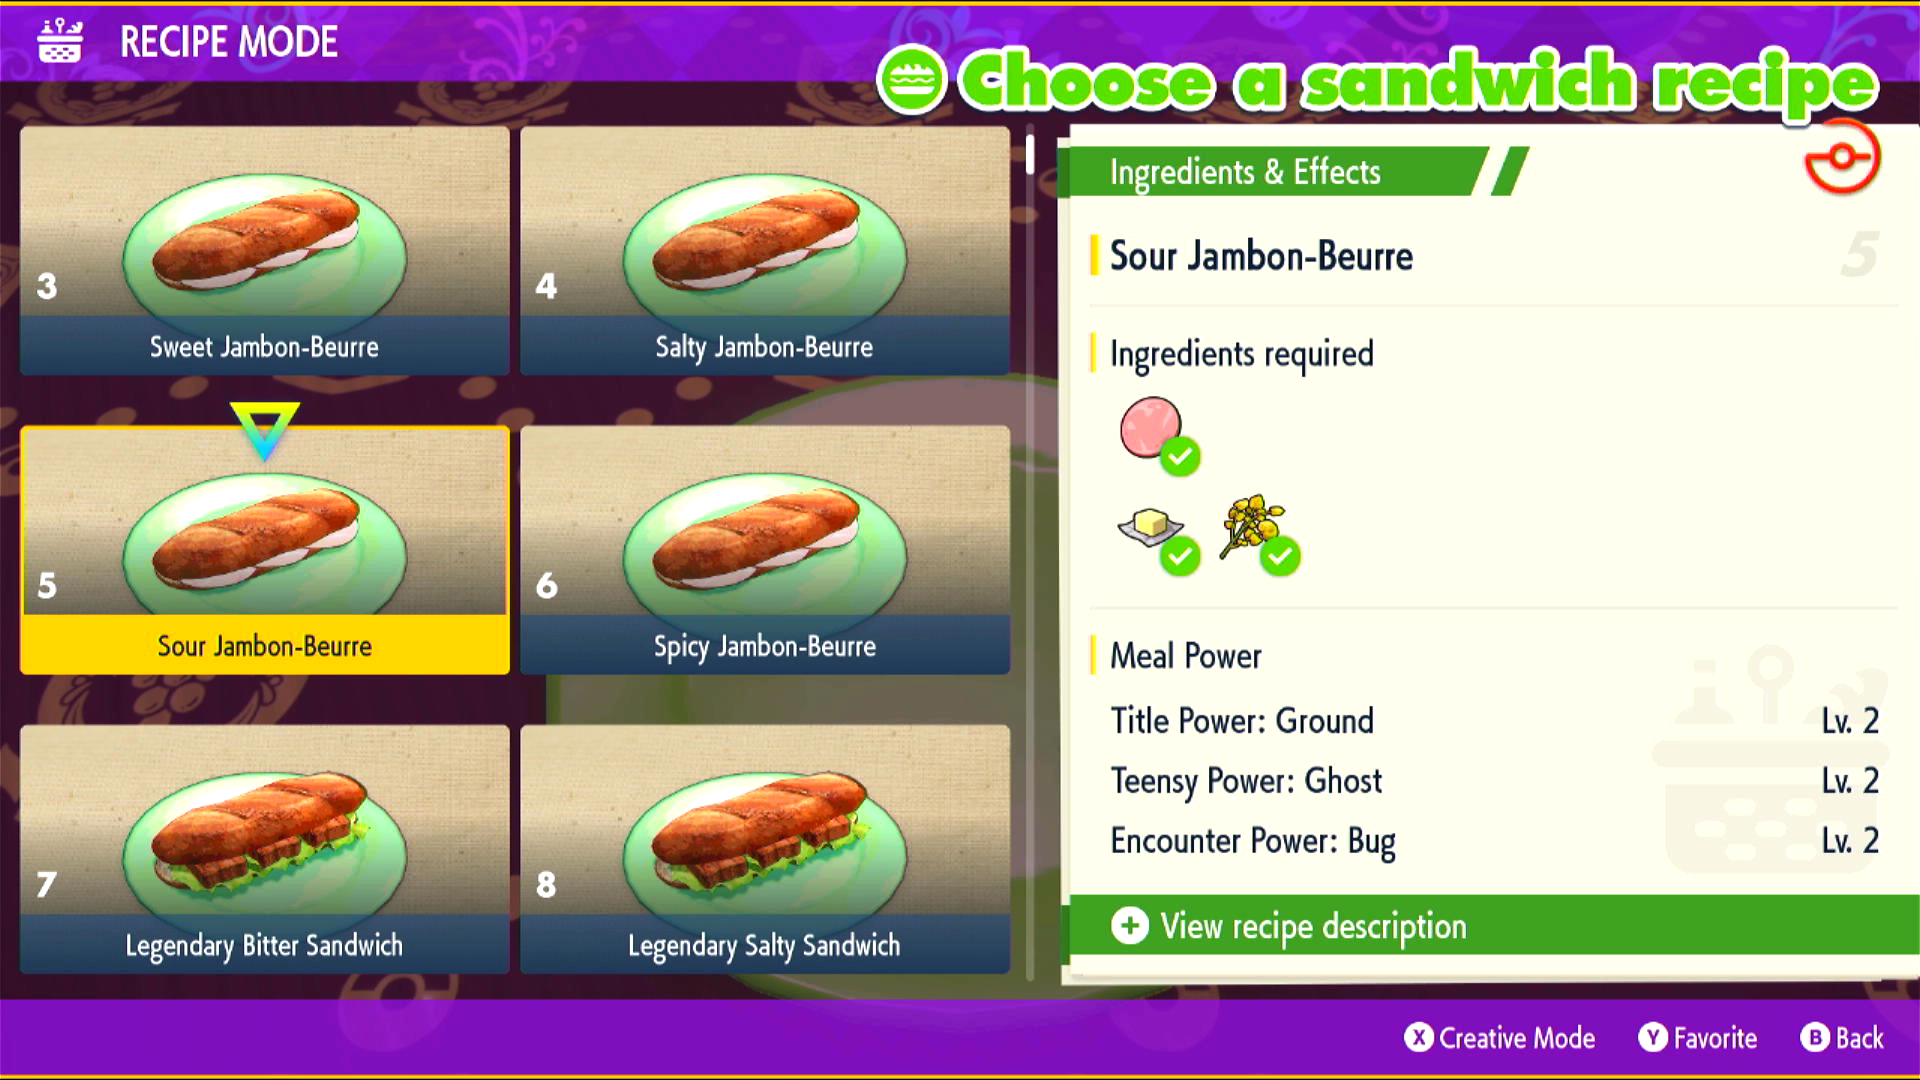 RECIPE MODE
Choose a sandwich recipe
3
Sweet Jambon-Beurre
4
Salty Jambon-Beurre
5
Sour Jambon-Beurre
6
Spicy Jambon-Beurre
7
Legendary Bitter Sandwich
8
Legendary Salty Sandwich
Ingredients & Effects
Sour Jambon-Beurre 5
Ingredients required
Meal Power
Title Power: Ground Lv. 2
Teensy Power: Ghost Lv. 2
Encounter Power: Bug Lv. 2
+ View recipe description
X Creative Mode Y Favorite B Back